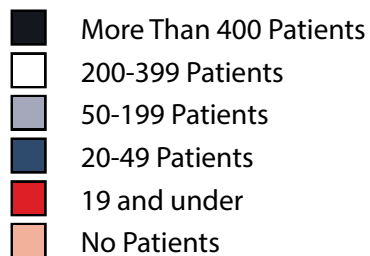 More Than 400 Patients
200-399 Patients
50-199 Patients
20-49 Patients
19 and under
No Patients